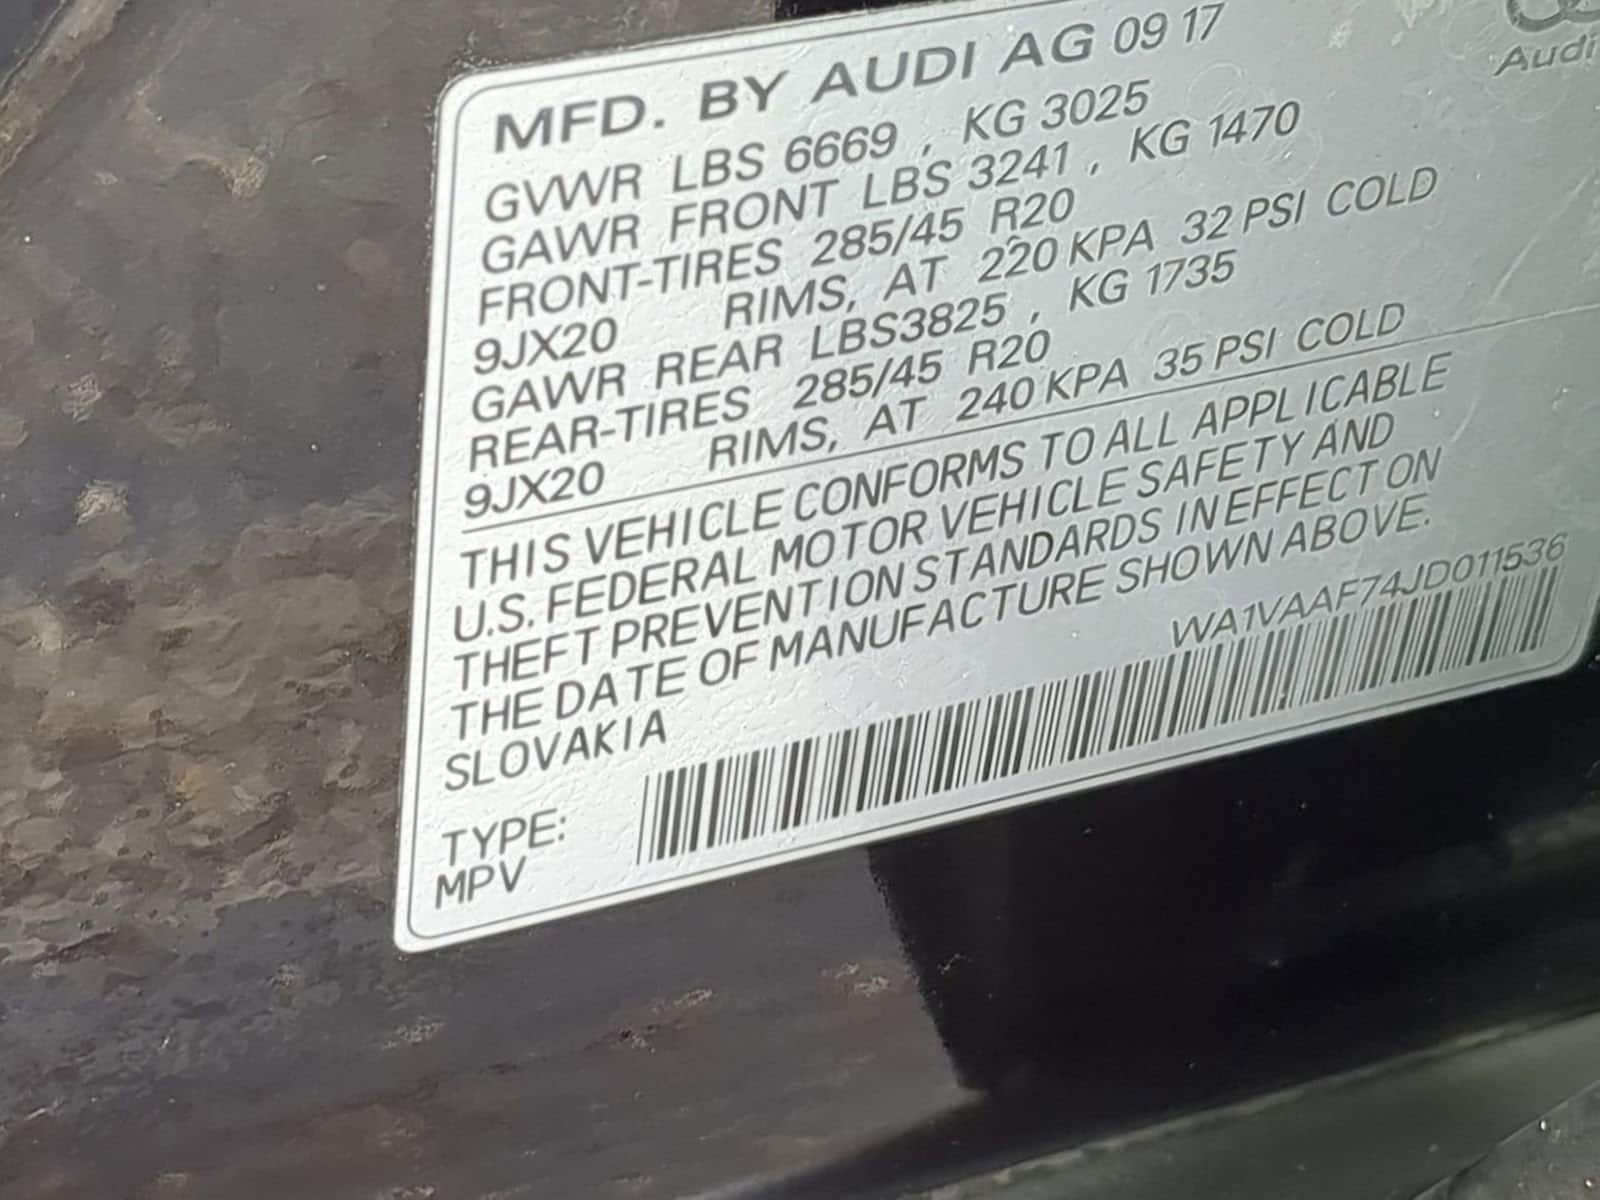 Audi
MFD. BY AUDI AG 09 17
GVWR LBS 6669 , KG 3025
GAWR FRONT LBS 3241 , KG 1470
FRONT-TIRES 285/45 R20
9JX20 RIMS, AT 220 KPA 32 PSI COLD
GAWR REAR LBS3825 , KG 1735
REAR-TIRES 285/45 R20
9JX20 RIMS, AT 240 KPA 35 PSI COLD
THIS VEHICLE CONFORMS TO ALL APPLICABLE
U.S. FEDERAL MOTOR VEHICLE SAFETY AND
THEFT PREVENTION STANDARDS IN EFFECT ON
THE DATE OF MANUFACTURE SHOWN ABOVE.
SLOVAKIA
WA1VAAF74JD011536
TYPE:
MPV